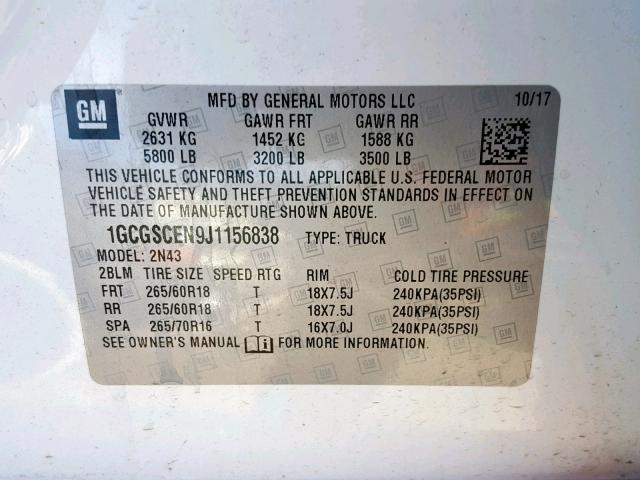 GM
MFD BY GENERAL MOTORS LLC 10/17
GVWR GAWR FRT GAWR RR
2631 KG 1452 KG 1588 KG
5800 LB 3200 LB 3500 LB
THIS VEHICLE CONFORMS TO ALL APPLICABLE U.S. FEDERAL MOTOR
VEHICLE SAFETY AND THEFT PREVENTION STANDARDS IN EFFECT ON
THE DATE OF MANUFACTURE SHOWN ABOVE.
1GCGSCEN9J1156838 TYPE: TRUCK
MODEL: 2N43
2BLM TIRE SIZE SPEED RTG RIM COLD TIRE PRESSURE
FRT 265/60R18 T 18X7.5J 240KPA(35PSI)
RR 265/60R18 T 18X7.5J 240KPA(35PSI)
SPA 265/70R16 T 16X7.0J 240KPA(35PSI)
SEE OWNER'S MANUAL FOR MORE INFORMATION.